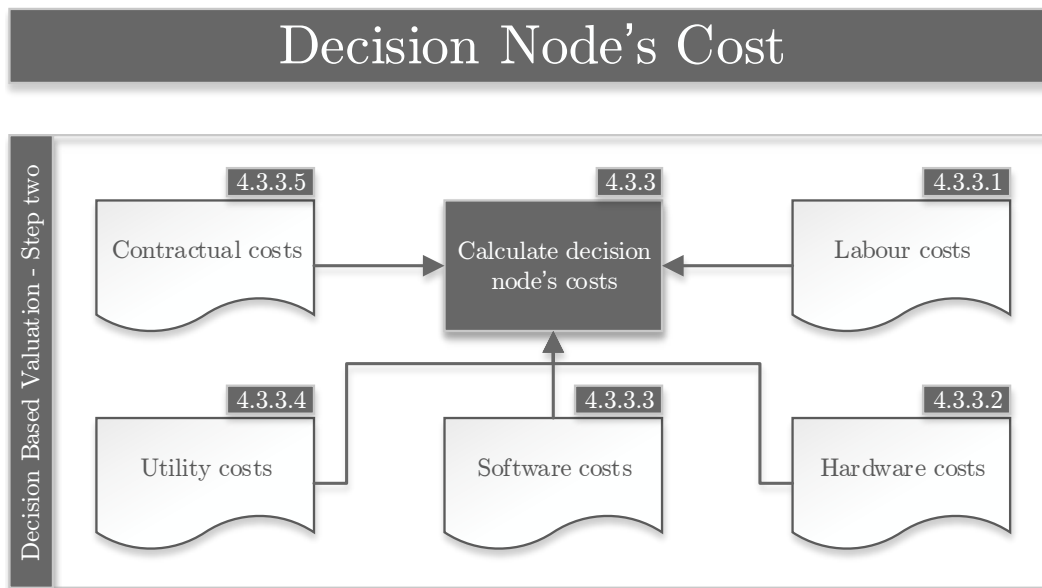 Decision Node's Cost
Decision Based Valuation - Step two
4.3.3.5
Contractual costs
4.3.3
Calculate decision
node's costs
4.3.3.1
Labour costs
4.3.3.4
Utility costs
4.3.3.3
Software costs
4.3.3.2
Hardware costs